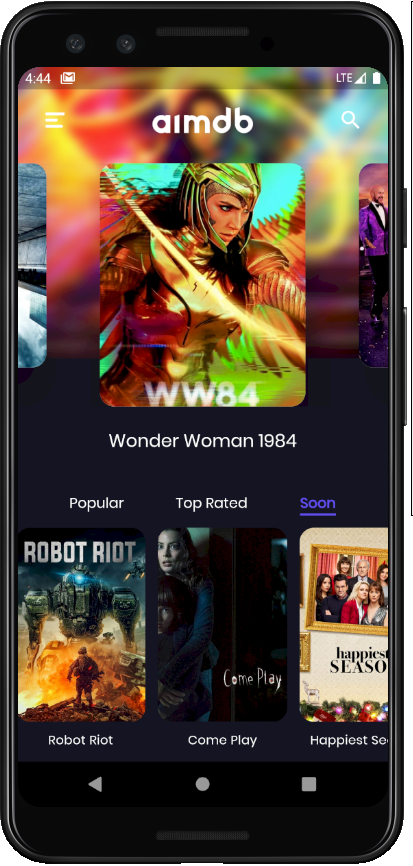 4:44
LTE
aimdb
WW84
Wonder Woman 1984
Popular
Top Rated
Soon
ROBOT RIOT
Come Play
happiest
SEASO
Robot Riot
Come Play
Happiest Se